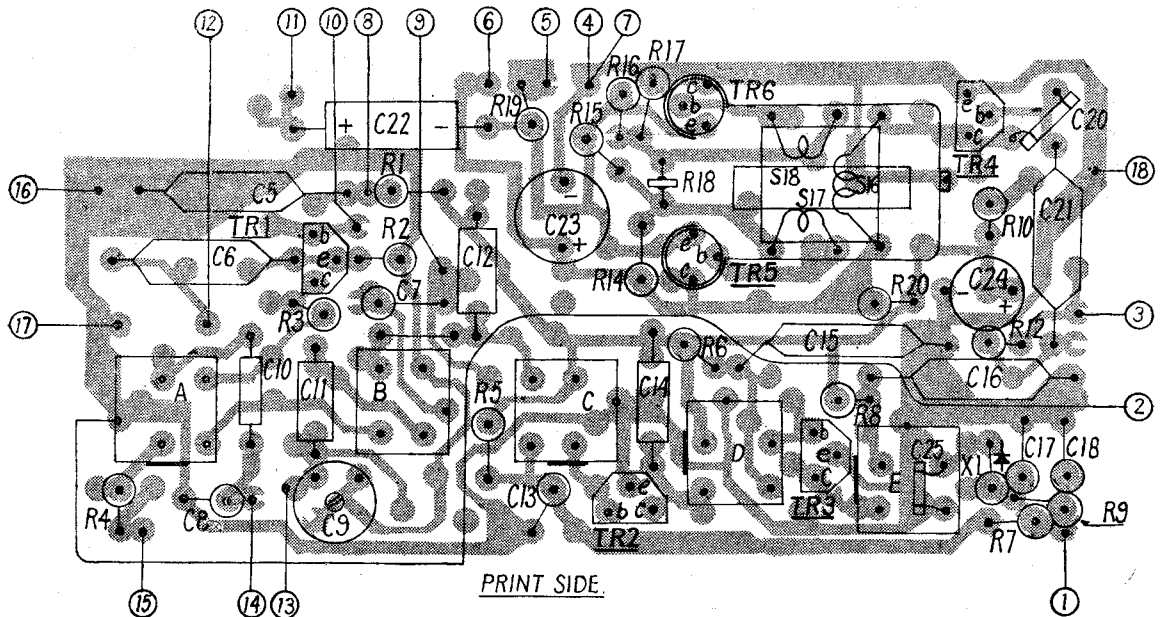 12 11 10 8 9 6 5 4 7
R17
R16 c TR6
R19 R15 b e
+ C22 - e b c C20
TR4
16 R1 R18 S18 S17 S16 18
C5 -
TR1 C23 R10 C21
b R2 + e
C6 e C12 b
c R14 c TR5 R20 - C24
C7 +
17 R3 R12 3
R6 C15
A C10 C11 B C C14 C16
R5 R8 2
D b C25 C17 C18
e X1
R4 C8 C9 C13 e c E
b c TR3 R7 R9
TR2
PRINT SIDE.
15 14 13 1